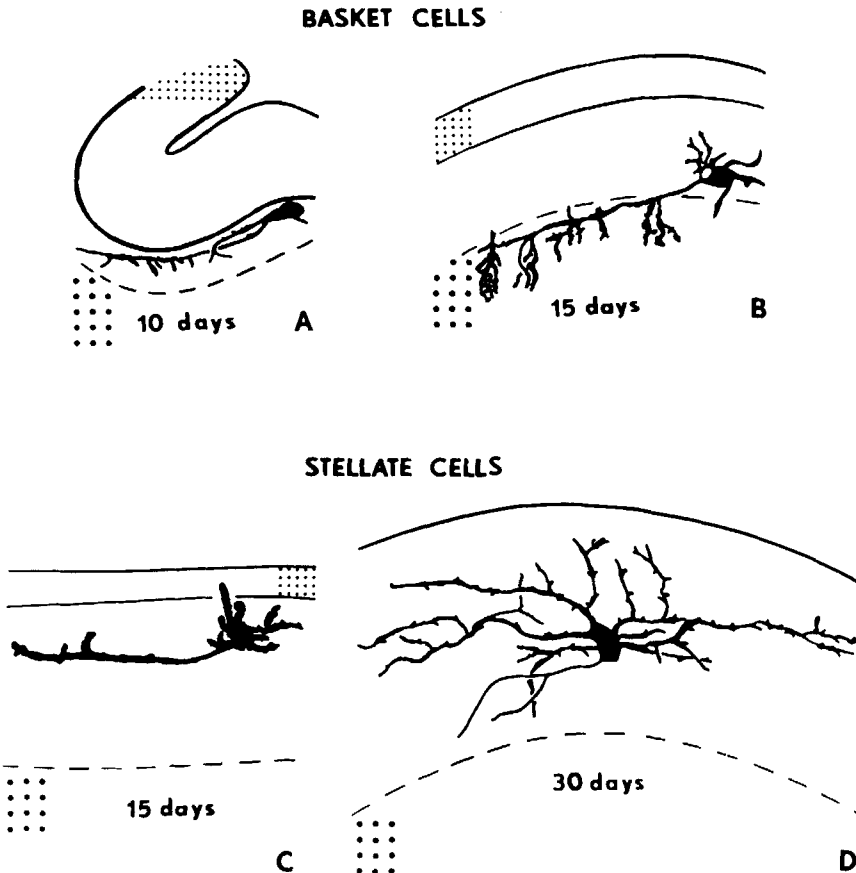 BASKET CELLS
10 days A
15 days B
STELLATE CELLS
15 days
30 days
C
D